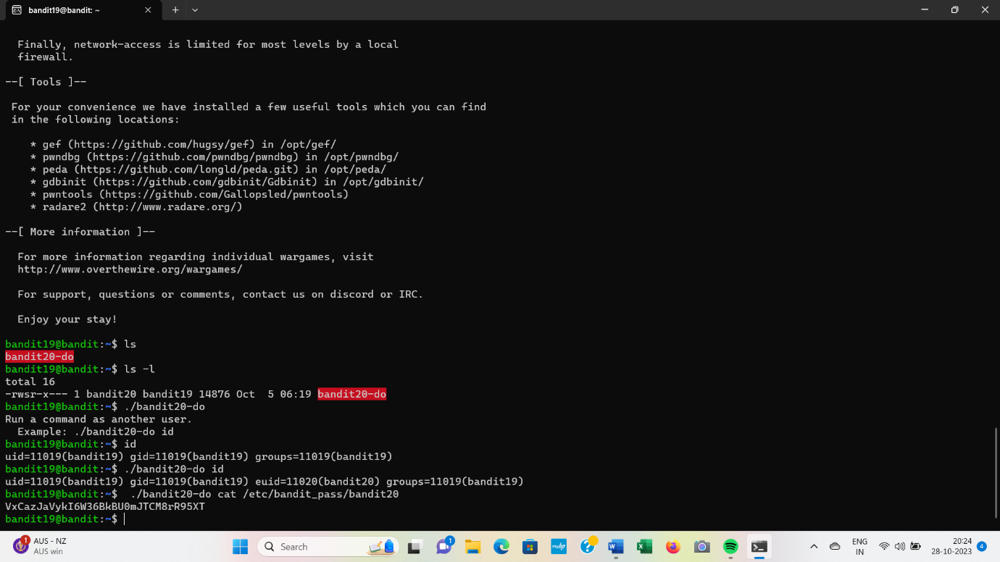 bandit19@bandit: ~
Finally, network-access is limited for most levels by a local
firewall.
--[ Tools ]--
For your convenience we have installed a few useful tools which you can find
in the following locations:
* gef (https://github.com/hugsy/gef) in /opt/gef/
* pwndbg (https://github.com/pwndbg/pwndbg) in /opt/pwndbg/
* peda (https://github.com/longld/peda.git) in /opt/peda/
* gdbinit (https://github.com/gdbinit/Gdbinit) in /opt/gdbinit/
* pwntools (https://github.com/Gallopsled/pwntools)
* radare2 (http://www.radare.org/)
--[ More information ]--
For more information regarding individual wargames, visit
http://www.overthewire.org/wargames/
For support, questions or comments, contact us on discord or IRC.
Enjoy your stay!
bandit19@bandit:~$ ls
bandit20-do
bandit19@bandit:~$ ls -l
total 16
-rwsr-x--- 1 bandit20 bandit19 14876 Oct  5 06:19 bandit20-do
bandit19@bandit:~$ ./bandit20-do
Run a command as another user.
Example: ./bandit20-do id
bandit19@bandit:~$ id
uid=11019(bandit19) gid=11019(bandit19) groups=11019(bandit19)
bandit19@bandit:~$ ./bandit20-do id
uid=11019(bandit19) gid=11019(bandit19) euid=11020(bandit20) groups=11019(bandit19)
bandit19@bandit:~$  ./bandit20-do cat /etc/bandit_pass/bandit20
VxCazJaVykI6W36BkBU0mJTCM8rR95XT
bandit19@bandit:~$
1
AUS - NZ
AUS win
Search
1
myhp
W
X
ENG
IN
20:24
28-10-2023
4